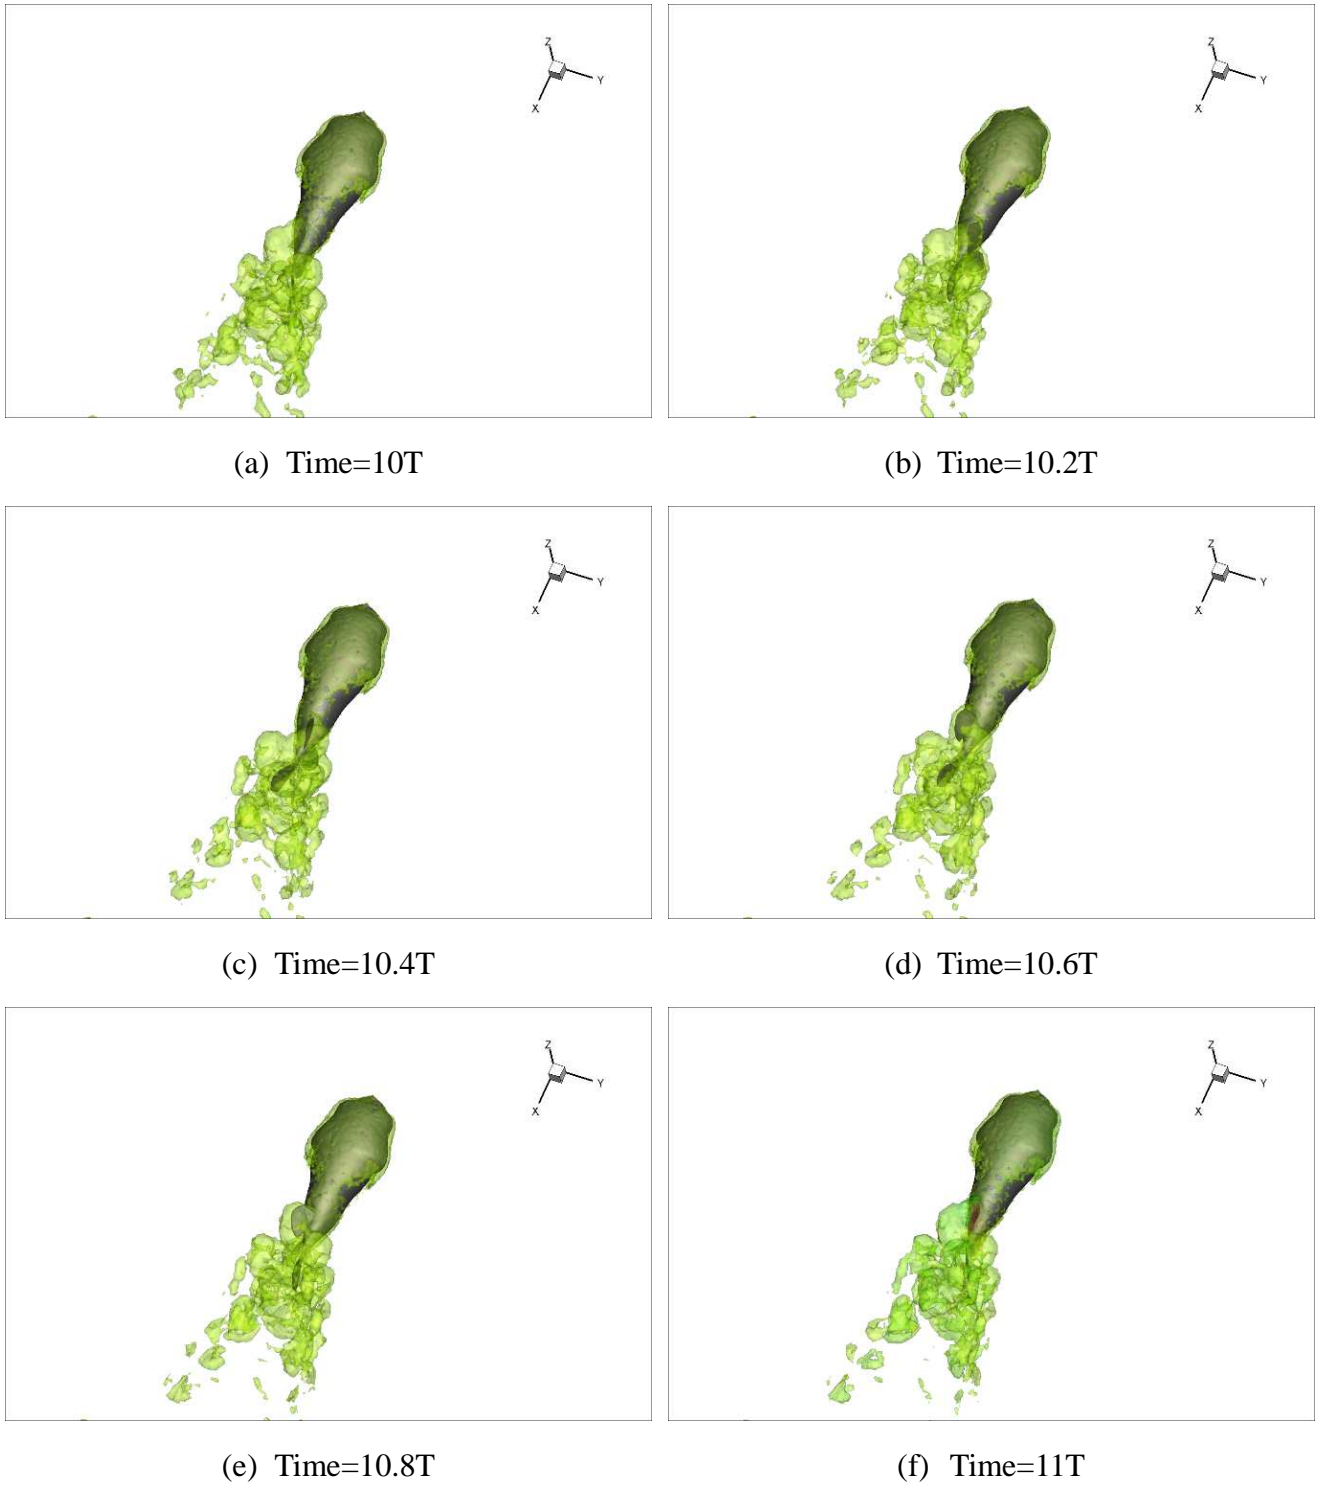 Z
Y
X
Z
Y
X
(a) Time=10T
(b) Time=10.2T
Z
Y
X
Z
Y
X
(c) Time=10.4T
(d) Time=10.6T
Z
Y
X
Z
Y
X
(e) Time=10.8T
(f) Time=11T